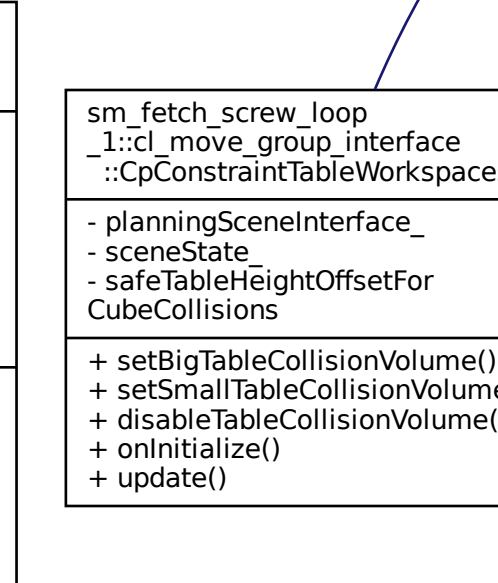 sm_fetch_screw_loop
_1::cl_move_group_interface
::CpConstraintTableWorkspace
- planningSceneInterface_
- sceneState_
- safeTableHeightOffsetFor
CubeCollisions
+ setBigTableCollisionVolume()
+ setSmallTableCollisionVolume
+ disableTableCollisionVolume(
+ onInitialize()
+ update()